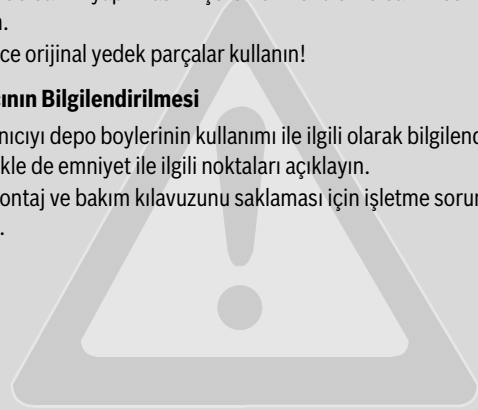 n.
ce orijinal yedek parçalar kullanın!
ının Bilgilendirilmesi
nıcıyı depo boylerinin kullanımı ile ilgili olarak bilgilend
kle de emniyet ile ilgili noktaları açıklayın.
ontaj ve bakım kılavuzunu saklaması için işletme sorum
.